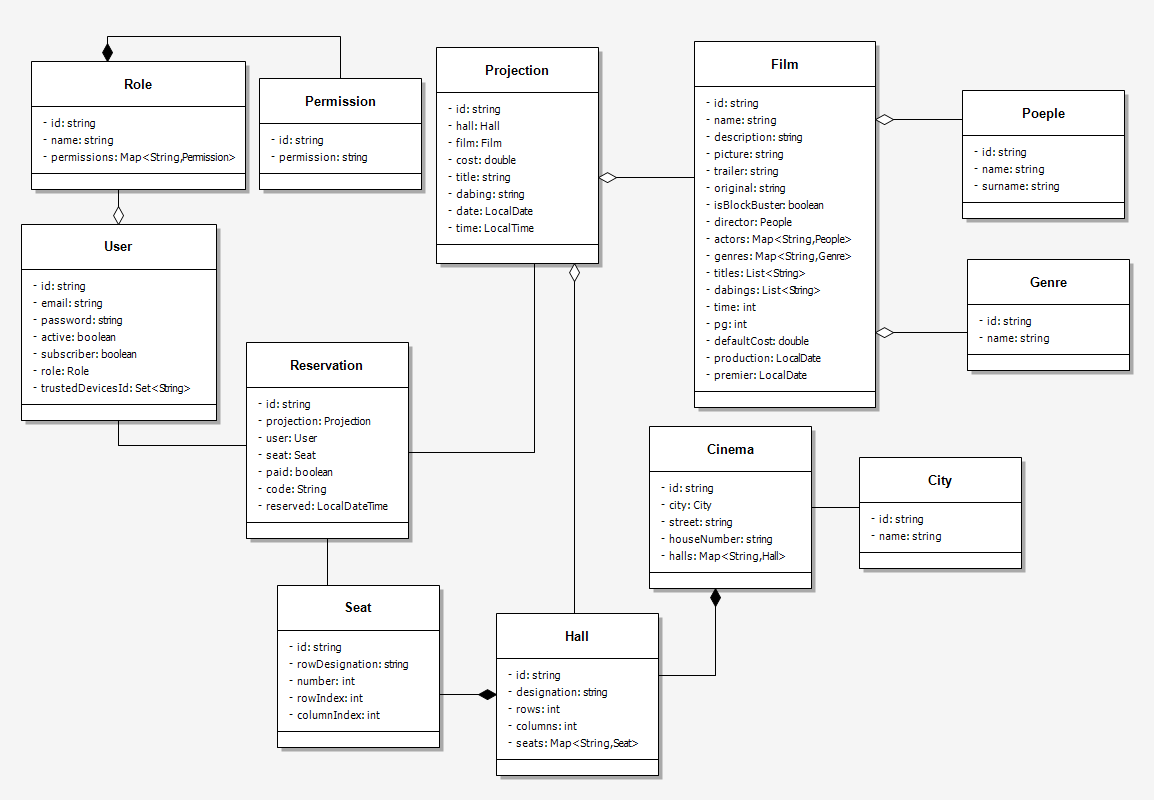 Role
- id: string
- name: string
- permissions: Map<String,Permission>
Permission
- id: string
- permission: string
Projection
- id: string
- hall: Hall
- film: Film
- cost: double
- title: string
- dabing: string
- date: LocalDate
- time: LocalTime
Film
- id: string
- name: string
- description: string
- picture: string
- trailer: string
- original: string
- isBlockBuster: boolean
- director: People
- actors: Map<String,People>
- genres: Map<String,Genre>
- titles: List<String>
- dabings: List<String>
- time: int
- pg: int
- defaultCost: double
- production: LocalDate
- premier: LocalDate
Poeple
- id: string
- name: string
- surname: string
User
- id: string
- email: string
- password: string
- active: boolean
- subscriber: boolean
- role: Role
- trustedDevicesId: Set<String>
Genre
- id: string
- name: string
Reservation
- id: string
- projection: Projection
- user: User
- seat: Seat
- paid: boolean
- code: String
- reserved: LocalDateTime
Cinema
- id: string
- city: City
- street: string
- houseNumber: string
- halls: Map<String,Hall>
City
- id: string
- name: string
Seat
- id: string
- rowDesignation: string
- number: int
- rowIndex: int
- columnIndex: int
Hall
- id: string
- designation: string
- rows: int
- columns: int
- seats: Map<String,Seat>